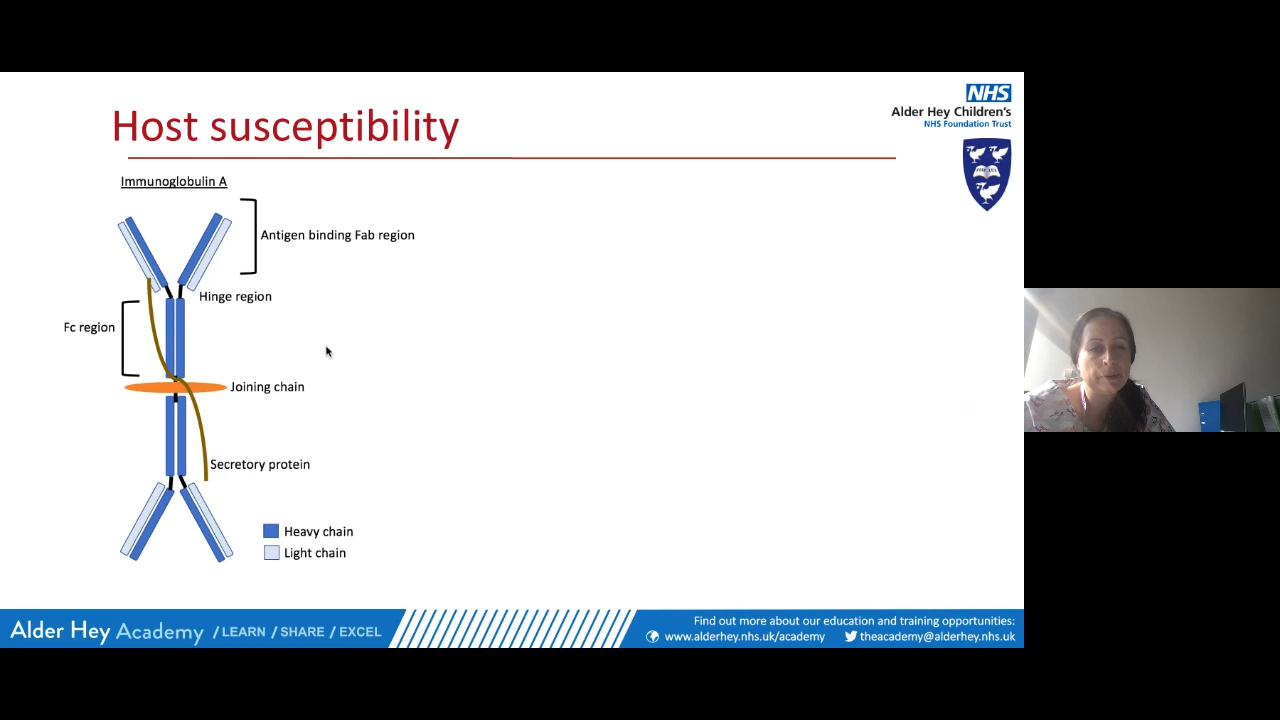 Host susceptibility
NHS
Alder Hey Children's
NHS Foundation Trust
Immunoglobulin A
Antigen binding Fab region
Hinge region
Fc region
Joining chain
Secretory protein
Heavy chain
Light chain
Alder Hey Academy / LEARN / SHARE / EXCEL
Find out more about our education and training opportunities:
www.alderhey.nhs.uk/academy theacademy@alderhey.nhs.uk